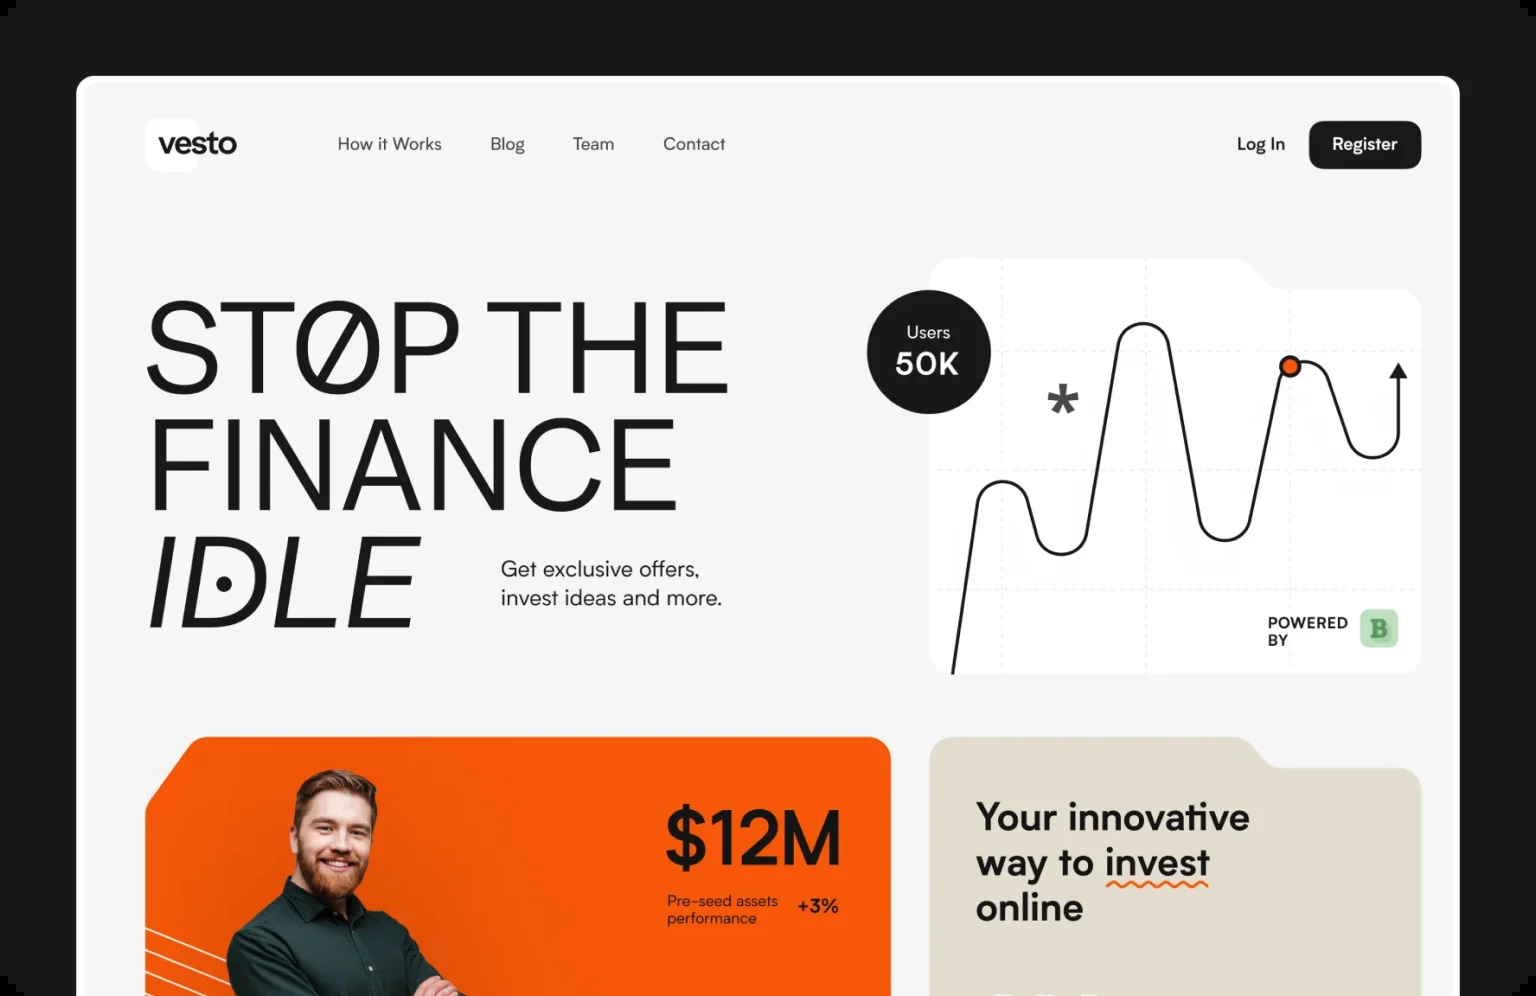 vesto
How it Works
Blog
Team
Contact
Log In
Register
STØP THE
FINANCE
IDLE
Get exclusive offers,
invest ideas and more.
Users
50K
*
POWERED
BY
B
$12M
Pre-seed assets
performance
+3%
Your innovative
way to invest
online